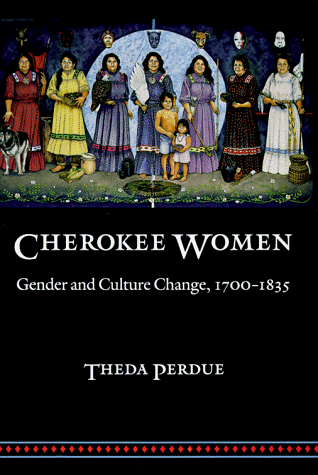 CHEROKEE WOMEN
Gender and Culture Change, 1700–1835
THEDA PERDUE